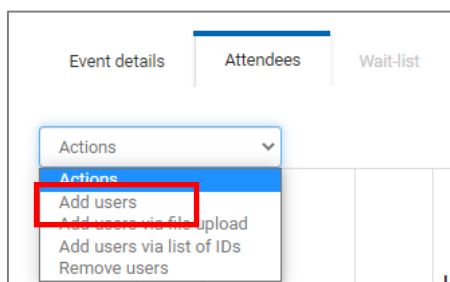 Event details Attendees Wait-list
Actions
Actions
Add users
Add users via file upload
Add users via list of IDs
Remove users